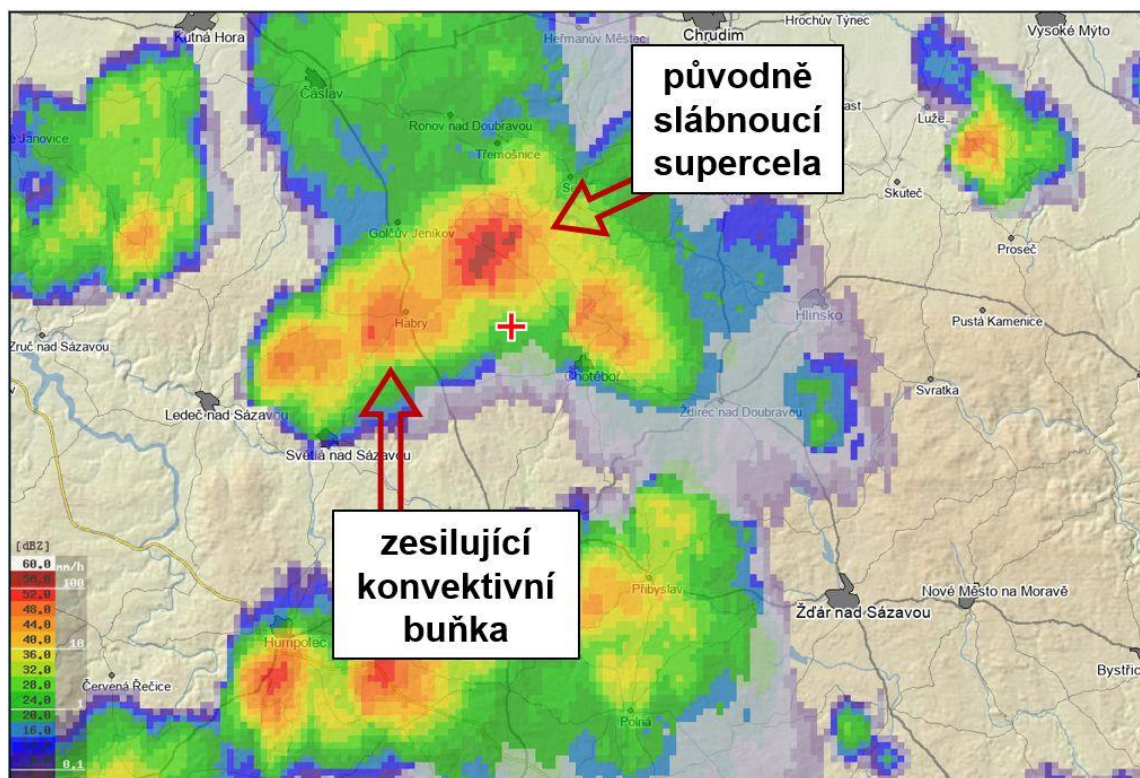 Kutná Hora
Heřmanův Městec
Chrudim
Hrochův Týnec
Vysoké Mýto
Čáslav
Ronov nad Doubravou
Třemošnice
původně
slábnoucí
supercela
Luže
Skuteč
Proseč
Janovice
Golčův Jeníkov
Habry
Hlinsko
Pustá Kamenice
Zruč nad Sázavou
Ledeč nad Sázavou
Chotěboř
Ždírec nad Doubravou
Svratka
Světlá nad Sázavou
zesilující
konvektivní
buňka
Přibyslav
Žďár nad Sázavou
Nové Město na Moravě
Humpolec
Červená Řečice
Polná
Bystřic
[dBZ]
60.0 mm/h
56.0 100
52.0
48.0
44.0
40.0 10
36.0
32.0
28.0
24.0 1
20.0
16.0
0.1